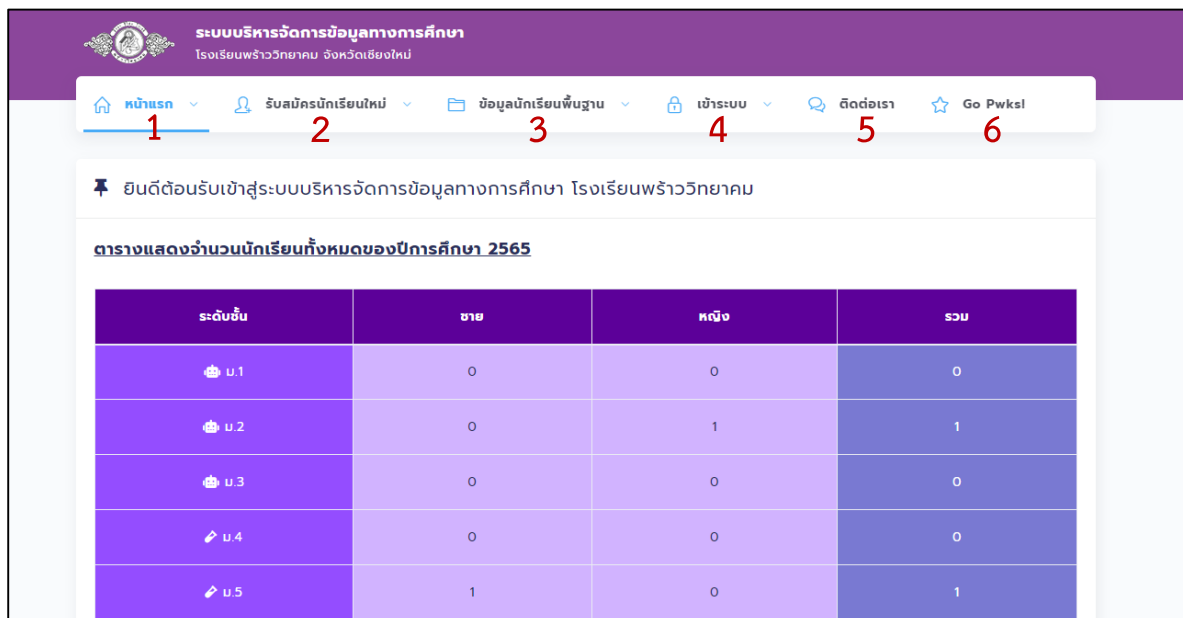 ระบบบริหารจัดการข้อมูลทางการศึกษา
โรงเรียนพร้าววิทยาคม จังหวัดเชียงใหม่
หน้าแรก รับสมัครนักเรียนใหม่ ข้อมูลนักเรียนพื้นฐาน เข้าระบบ ติดต่อเรา Go Pwks!
1 2 3 4 5 6
ยินดีต้อนรับเข้าสู่ระบบบริหารจัดการข้อมูลทางการศึกษา โรงเรียนพร้าววิทยาคม
ตารางแสดงจำนวนนักเรียนทั้งหมดของปีการศึกษา 2565
ระดับชั้น ชาย หญิง รวม
ม.1 0 0 0
ม.2 0 1 1
ม.3 0 0 0
ม.4 0 0 0
ม.5 1 0 1